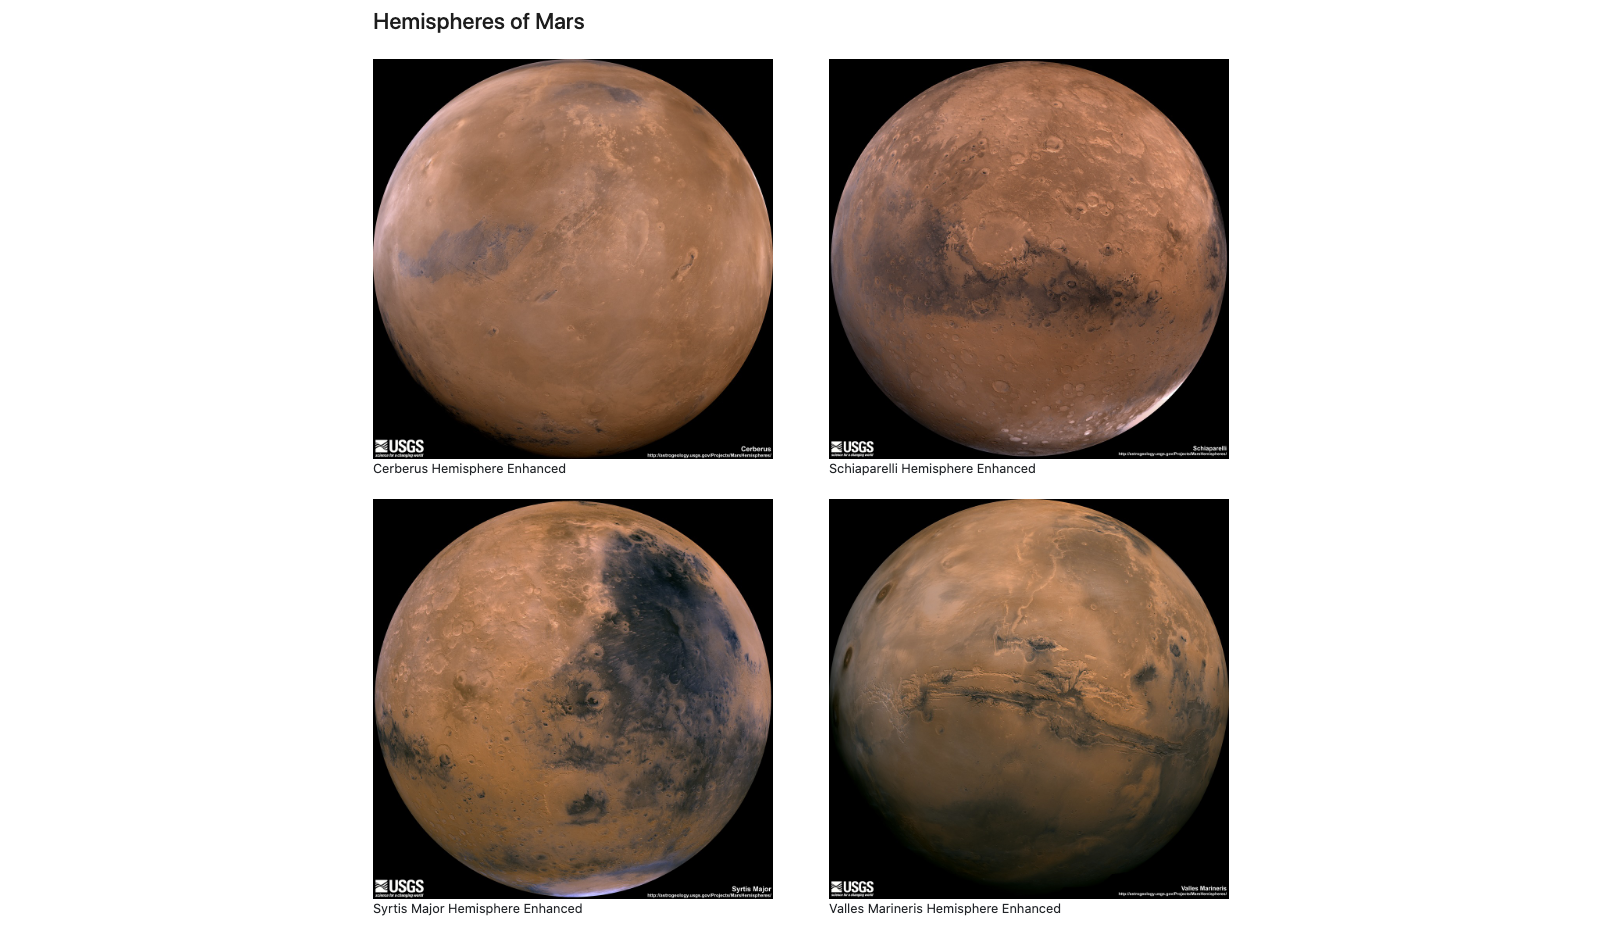 Hemispheres of Mars
USGS
science for a changing world
Cerberus
http://astrogeology.usgs.gov/Projects/MarsHemispheres/
Cerberus Hemisphere Enhanced
USGS
science for a changing world
Schiaparelli
http://astrogeology.usgs.gov/Projects/MarsHemispheres/
Schiaparelli Hemisphere Enhanced
USGS
science for a changing world
Syrtis Major
http://astrogeology.usgs.gov/Projects/MarsHemispheres/
Syrtis Major Hemisphere Enhanced
USGS
science for a changing world
Valles Marineris
http://astrogeology.usgs.gov/Projects/MarsHemispheres/
Valles Marineris Hemisphere Enhanced